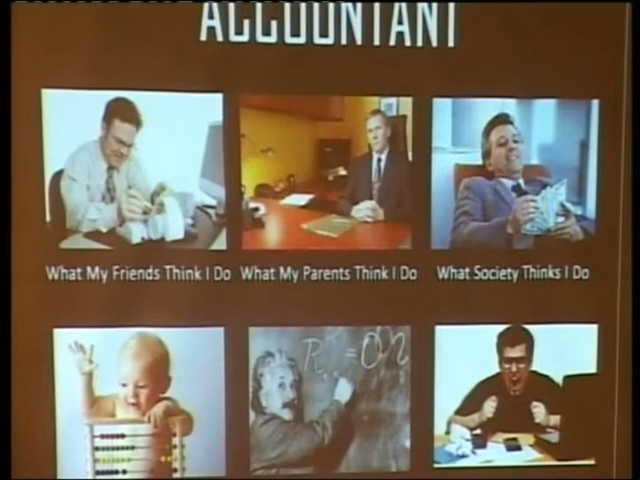 ACCOUNTANT
What My Friends Think I Do
What My Parents Think I Do
What Society Thinks I Do